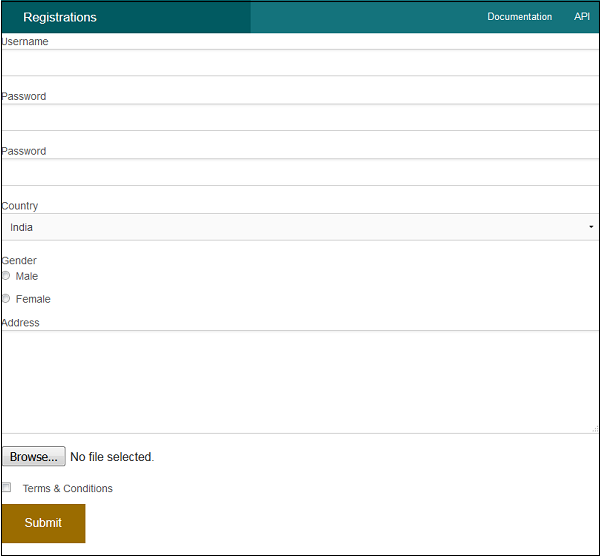 Registrations Documentation API
Username
Password
Password
Country
India
Gender
Male
Female
Address
Browse... No file selected.
Terms & Conditions
Submit